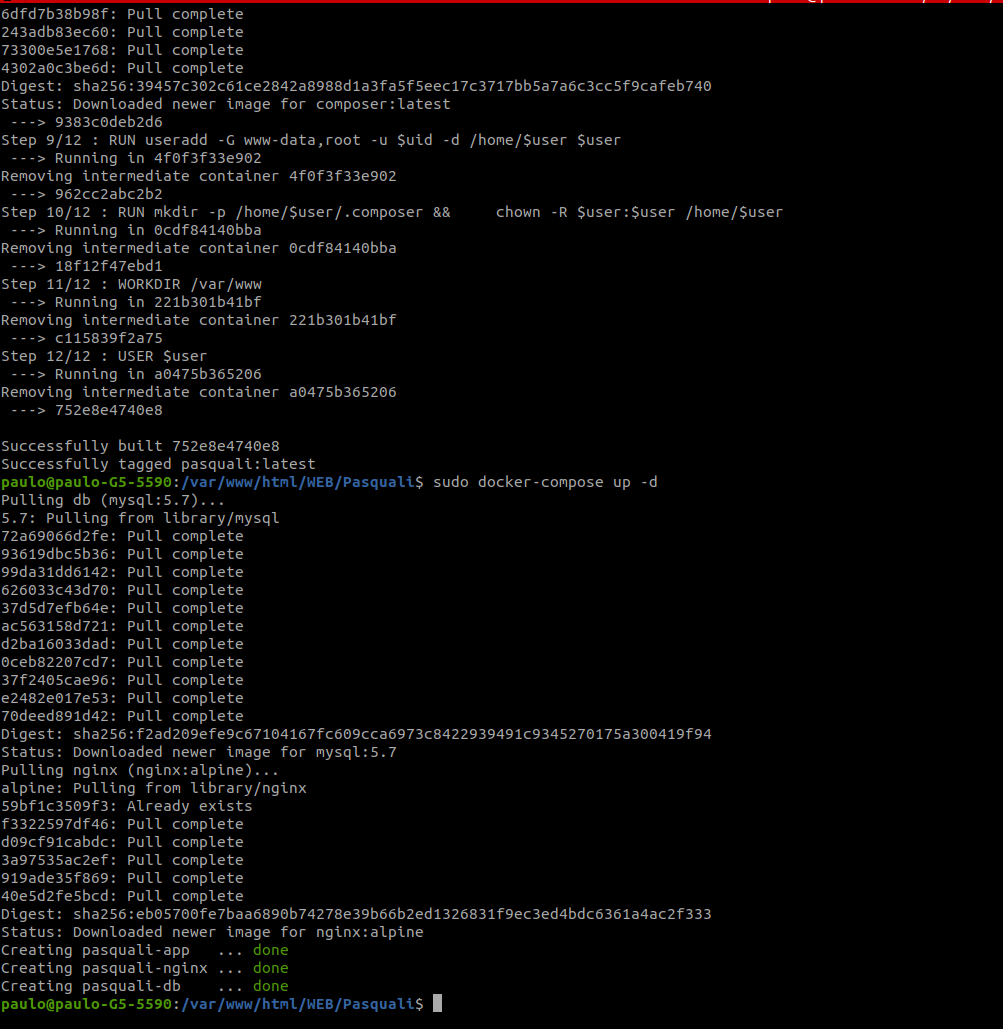 6dfd7b38b98f: Pull complete
243adb83ec60: Pull complete
73300e5e1768: Pull complete
4302a0c3be6d: Pull complete
Digest: sha256:39457c302c61ce2842a8988d1a3fa5f5eec17c3717bb5a7a6c3cc5f9cafeb740
Status: Downloaded newer image for composer:latest
 ---> 9383c0deb2d6
Step 9/12 : RUN useradd -G www-data,root -u $uid -d /home/$user $user
 ---> Running in 4f0f3f33e902
Removing intermediate container 4f0f3f33e902
 ---> 962cc2abc2b2
Step 10/12 : RUN mkdir -p /home/$user/.composer &&     chown -R $user:$user /home/$user
 ---> Running in 0cdf84140bba
Removing intermediate container 0cdf84140bba
 ---> 18f12f47ebd1
Step 11/12 : WORKDIR /var/www
 ---> Running in 221b301b41bf
Removing intermediate container 221b301b41bf
 ---> c115839f2a75
Step 12/12 : USER $user
 ---> Running in a0475b365206
Removing intermediate container a0475b365206
 ---> 752e8e4740e8
Successfully built 752e8e4740e8
Successfully tagged pasquali:latest
paulo@paulo-G5-5590:/var/www/html/WEB/Pasquali$ sudo docker-compose up -d
Pulling db (mysql:5.7)...
5.7: Pulling from library/mysql
72a69066d2fe: Pull complete
93619dbc5b36: Pull complete
99da31dd6142: Pull complete
626033c43d70: Pull complete
37d5d7efb64e: Pull complete
ac563158d721: Pull complete
d2ba16033dad: Pull complete
0ceb82207cd7: Pull complete
37f2405cae96: Pull complete
e2482e017e53: Pull complete
70deed891d42: Pull complete
Digest: sha256:f2ad209efe9c67104167fc609cca6973c8422939491c9345270175a300419f94
Status: Downloaded newer image for mysql:5.7
Pulling nginx (nginx:alpine)...
alpine: Pulling from library/nginx
59bf1c3509f3: Already exists
f3322597df46: Pull complete
d09cf91cabdc: Pull complete
3a97535ac2ef: Pull complete
919ade35f869: Pull complete
40e5d2fe5bcd: Pull complete
Digest: sha256:eb05700fe7baa6890b74278e39b66b2ed1326831f9ec3ed4bdc6361a4ac2f333
Status: Downloaded newer image for nginx:alpine
Creating pasquali-app   ... done
Creating pasquali-nginx ... done
Creating pasquali-db    ... done
paulo@paulo-G5-5590:/var/www/html/WEB/Pasquali$